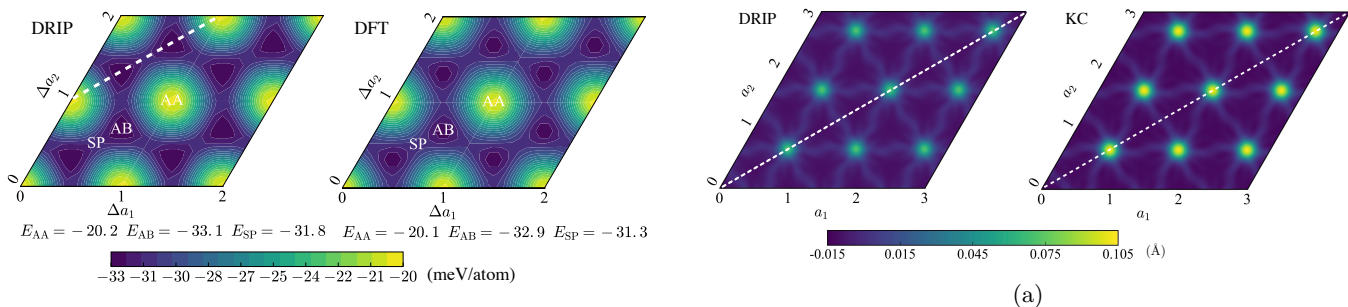 DRIP
DFT
AA
AB
SP
0
1
2
Δa₂
0
1
2
Δa₁
AA
AB
SP
0
1
2
Δa₂
0
1
2
Δa₁
E_AA = −20.2 E_AB = −33.1 E_SP = −31.8
E_AA = −20.1 E_AB = −32.9 E_SP = −31.3
−33 −31 −30 −28 −27 −25 −24 −22 −21 −20 (meV/atom)
DRIP
KC
0
1
2
3
a₂
0
1
2
3
a₁
0
1
2
3
a₂
0
1
2
3
a₁
-0.015 0.015 0.045 0.075 0.105 (Å)
(a)